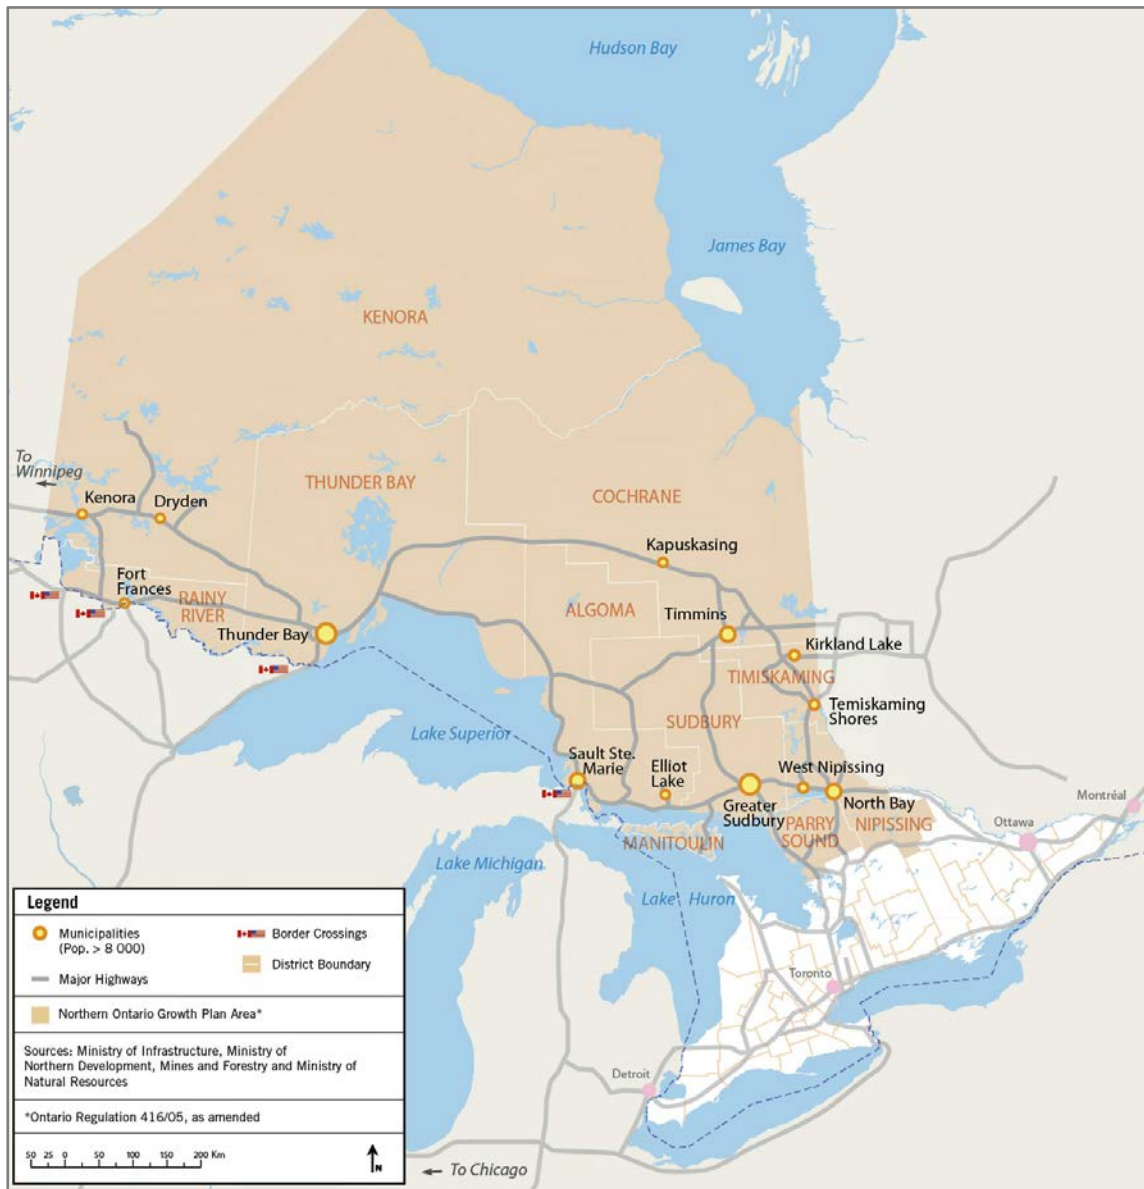 Hudson Bay
James Bay
KENORA
To
Winnipeg
THUNDER BAY
COCHRANE
Kenora
Dryden
Kapuskasing
Fort
Frances
RAINY
RIVER
ALGOMA
Timmins
Thunder Bay
Kirkland Lake
TIMISKAMING
Temiskaming
Shores
SUDBURY
Lake Superior
Sault Ste.
Marie
Elliot
Lake
West Nipissing
Greater
Sudbury
North Bay
PARRY
SOUND
NIPISSING
MANITOULIN
Montréal
Ottawa
Lake Michigan
Lake Huron
Toronto
Detroit
To Chicago
Legend
Municipalities
(Pop. > 8 000)
Border Crossings
Major Highways
District Boundary
Northern Ontario Growth Plan Area*
Sources: Ministry of Infrastructure, Ministry of
Northern Development, Mines and Forestry and Ministry of
Natural Resources
*Ontario Regulation 416/05, as amended
50 25 0 50 100 150 200 Km
N